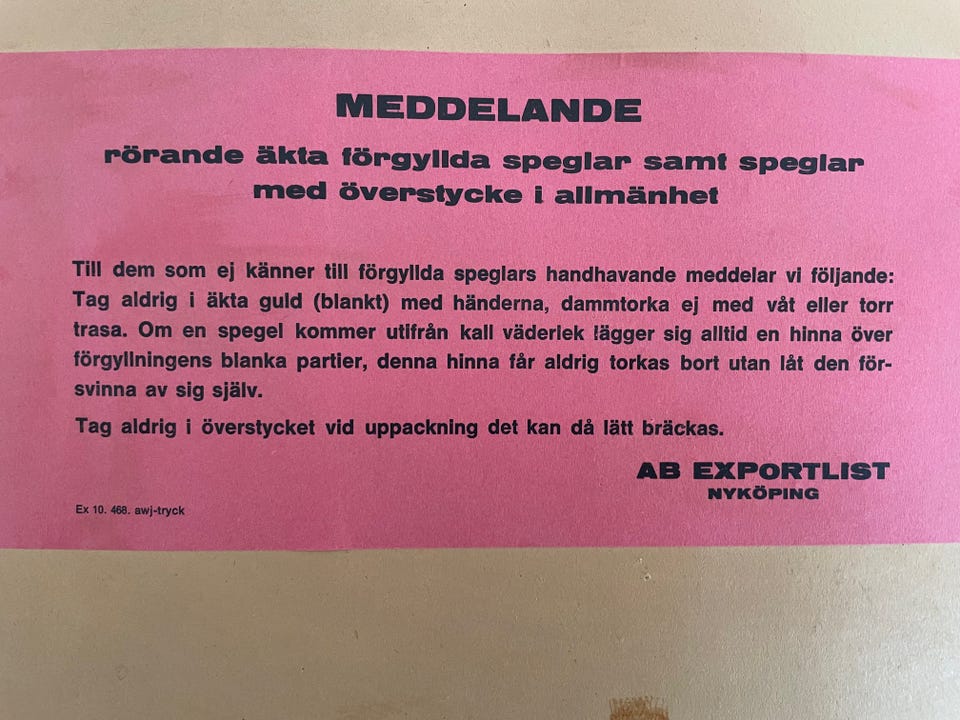 MEDDELANDE
rörande äkta förgyllda speglar samt speglar
med överstycke i allmänhet
Till dem som ej känner till förgyllda speglars handhavande meddelar vi följande:
Tag aldrig i äkta guld (blankt) med händerna, dammtorka ej med våt eller torr
trasa. Om en spegel kommer utifrån kall väderlek lägger sig alltid en hinna över
förgyllningens blanka partier, denna hinna får aldrig torkas bort utan låt den för-
svinna av sig själv.
Tag aldrig i överstycket vid uppackning det kan då lätt bräckas.
AB EXPORTLIST
NYKÖPING
Ex 10. 468. awj-tryck